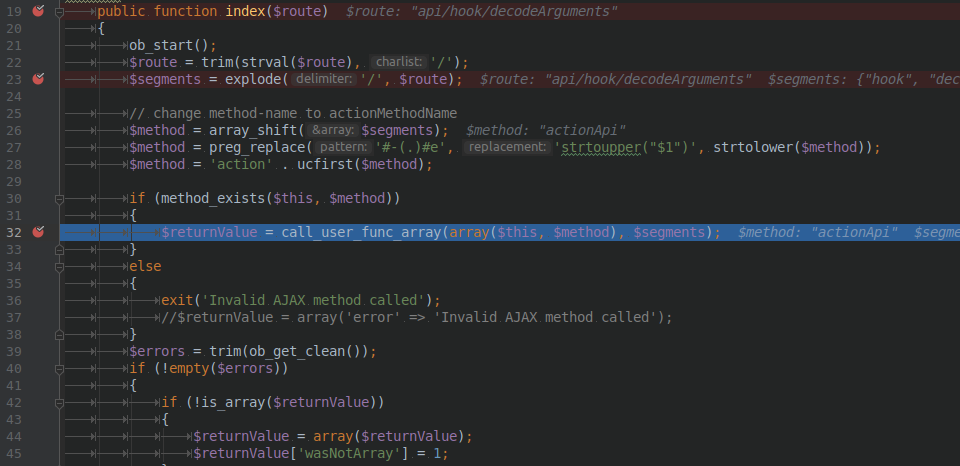 19 public function index($route) $route: "api/hook/decodeArguments"
20 {
21 ob_start();
22 $route = trim(strval($route), charlist: '/');
23 $segments = explode( delimiter: '/', $route); $route: "api/hook/decodeArguments" $segments: {"hook", "dec
24
25 // change method-name to actionMethodName
26 $method = array_shift( &array: $segments); $method: "actionApi"
27 $method = preg_replace( pattern: '#-(.)#e', replacement: 'strtoupper("$1")', strtolower($method));
28 $method = 'action' . ucfirst($method);
29
30 if (method_exists($this, $method))
31 {
32 $returnValue = call_user_func_array(array($this, $method), $segments); $method: "actionApi" $segme
33 }
34 else
35 {
36 exit('Invalid AJAX method called');
37 //$returnValue = array('error' => 'Invalid AJAX method called');
38 }
39 $errors = trim(ob_get_clean());
40 if (!empty($errors))
41 {
42 if (!is_array($returnValue))
43 {
44 $returnValue = array($returnValue);
45 $returnValue['wasNotArray'] = 1;